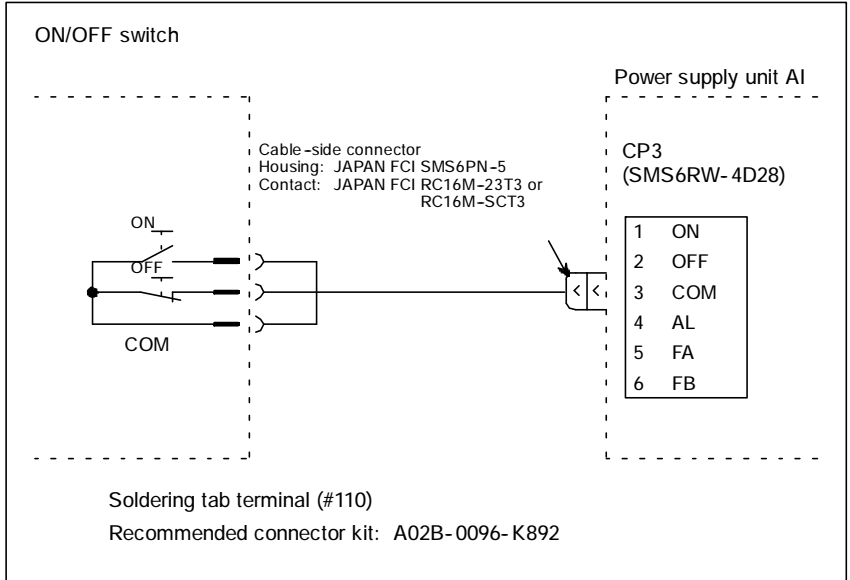 ON/OFF switch
Power supply unit AI
Cable-side connector
Housing: JAPAN FCI SMS6PN-5
Contact: JAPAN FCI RC16M-23T3 or
RC16M-SCT3
CP3
(SMS6RW-4D28)
ON
OFF
COM
1 ON
2 OFF
3 COM
4 AL
5 FA
6 FB
Soldering tab terminal (#110)
Recommended connector kit: A02B-0096-K892